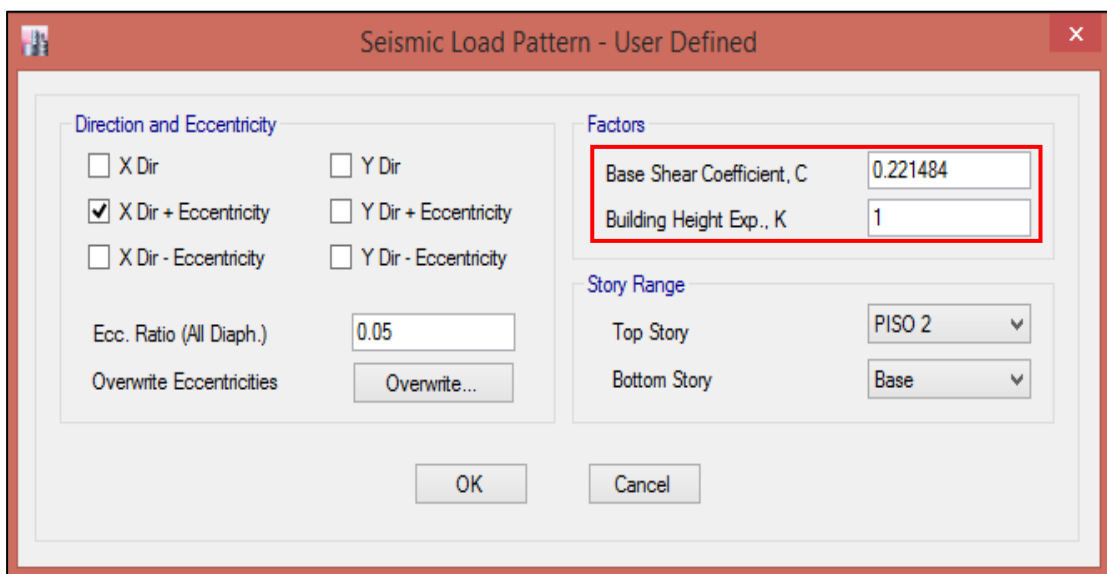 Seismic Load Pattern - User Defined
x
Direction and Eccentricity
X Dir
Y Dir
X Dir + Eccentricity
Y Dir + Eccentricity
X Dir - Eccentricity
Y Dir - Eccentricity
Ecc. Ratio (All Diaph.)
0.05
Overwrite Eccentricities
Overwrite...
Factors
Base Shear Coefficient, C
0.221484
Building Height Exp., K
1
Story Range
Top Story
PISO 2
Bottom Story
Base
OK
Cancel